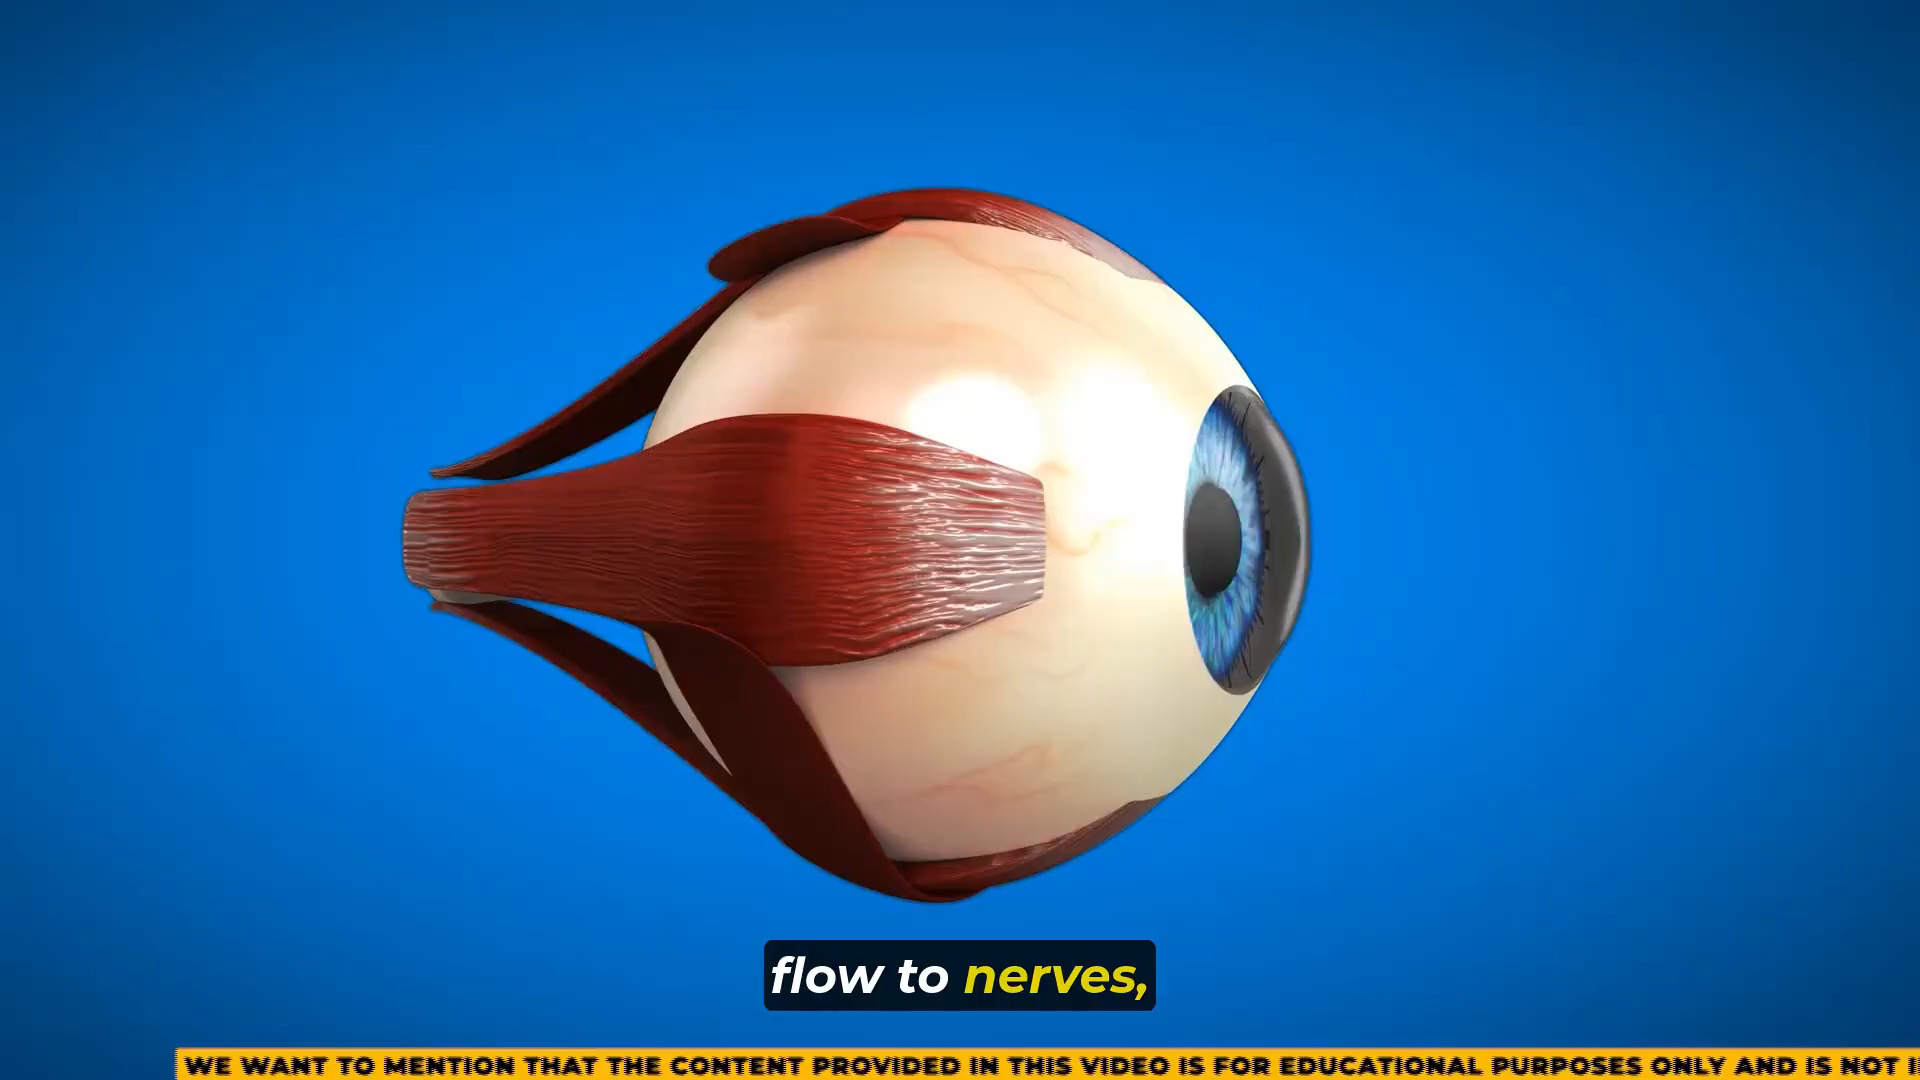 flow to nerves,
WE WANT TO MENTION THAT THE CONTENT PROVIDED IN THIS VIDEO IS FOR EDUCATIONAL PURPOSES ONLY AND IS NOT